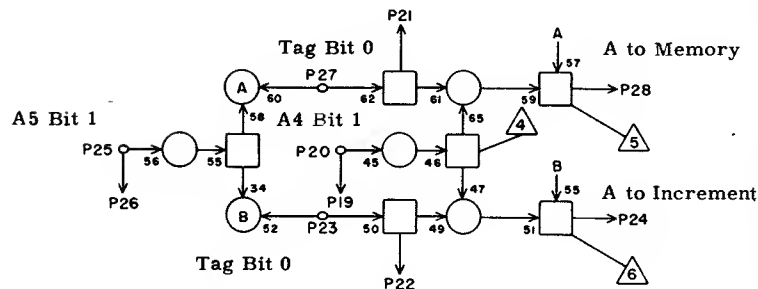 P21
Tag Bit 0
A
A to Memory
P27
57
A
60
62
61
59
P28
58
65
A5 Bit 1
A4 Bit 1
4
5
P25
56
55
P20
45
46
34
47
B
55
P26
P19
A to Increment
B
P23
P24
52
50
49
51
Tag Bit 0
6
P22